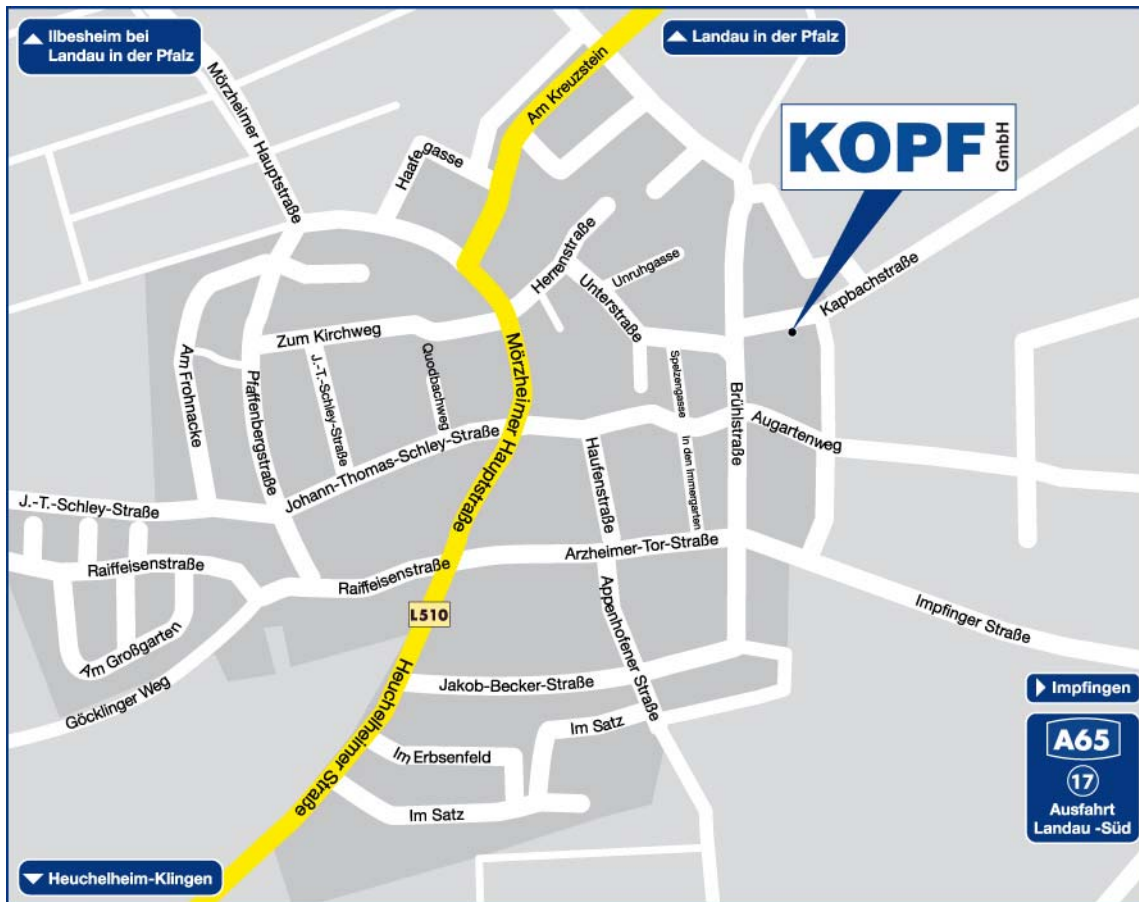 Ilbesheim bei
Landau in der Pfalz
Landau in der Pfalz
Mörzheimer Hauptstraße
Am Kreuzstein
KOPF
GmbH
Haafe
gasse
Herrenstraße
Unruhgasse
Unterstraße
Kapbachstraße
Zum Kirchweg
Am Frohnacke
J.-T.-Schley-Straße
Quodbachweg
Mörzheimer Hauptstraße
Spelzengasse
Brühlstraße
Pfaffenbergstraße
Augartenweg
Johann-Thomas-Schley-Straße
Haufenstraße
In den Immergarten
J.-T.-Schley-Straße
Raiffeisenstraße
Raiffeisenstraße
Arzheimer-Tor-Straße
L510
Appenhofener Straße
Impfinger Straße
Am Großgarten
Göcklinger Weg
Heuchelheimer Straße
Jakob-Becker-Straße
Impfingen
Im Satz
A65
17
Ausfahrt
Landau -Süd
Im Erbsenfeld
Im Satz
Heuchelheim-Klingen